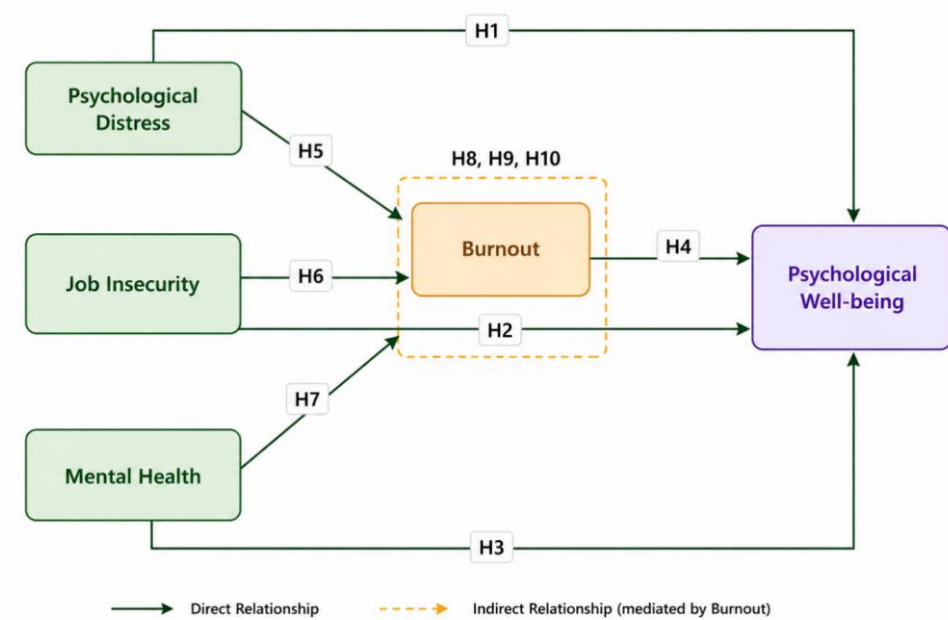 H1
Psychological
Distress
H5
H8, H9, H10
Burnout
H4
Job Insecurity
H6
Psychological
Well-being
H2
H7
Mental Health
H3
Direct Relationship
Indirect Relationship (mediated by Burnout)